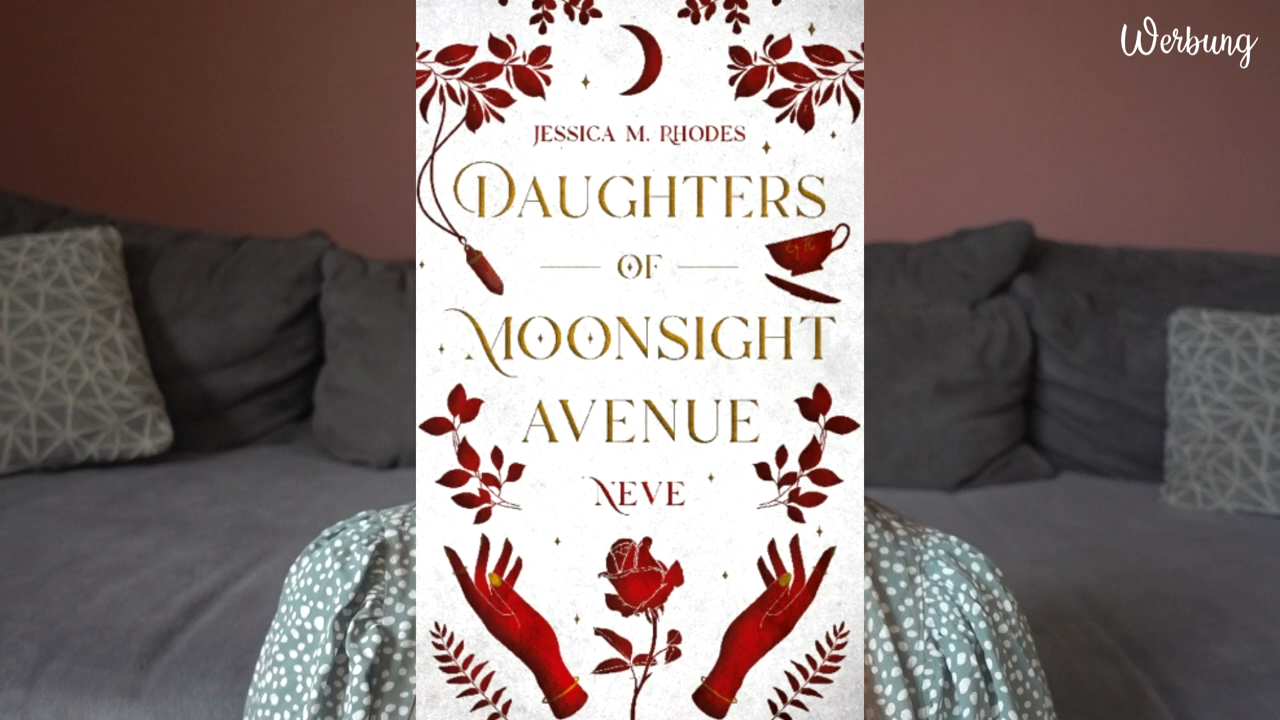 Werbung
JESSICA M. RHODES
DAUGHTERS
OF
MOONSIGHT
AVENUE
NEVE